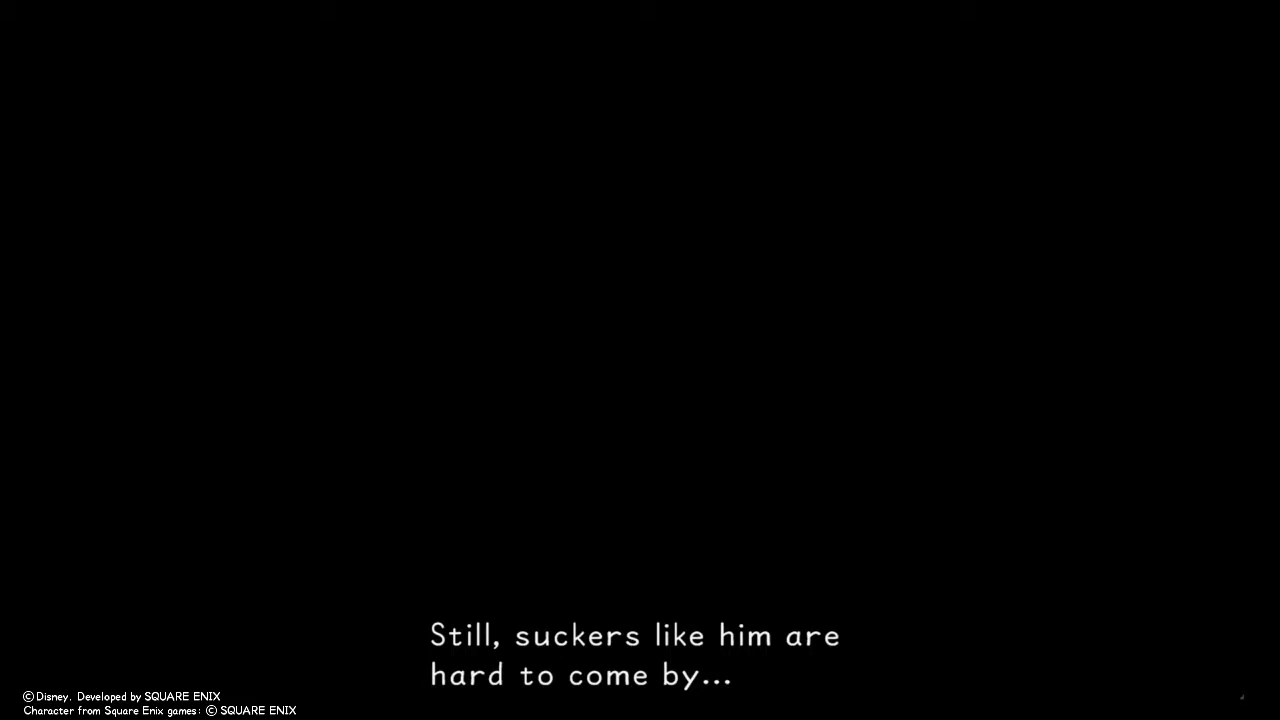 Still, suckers like him are
hard to come by...
©Disney. Developed by SQUARE ENIX
Character from Square Enix games: © SQUARE ENIX